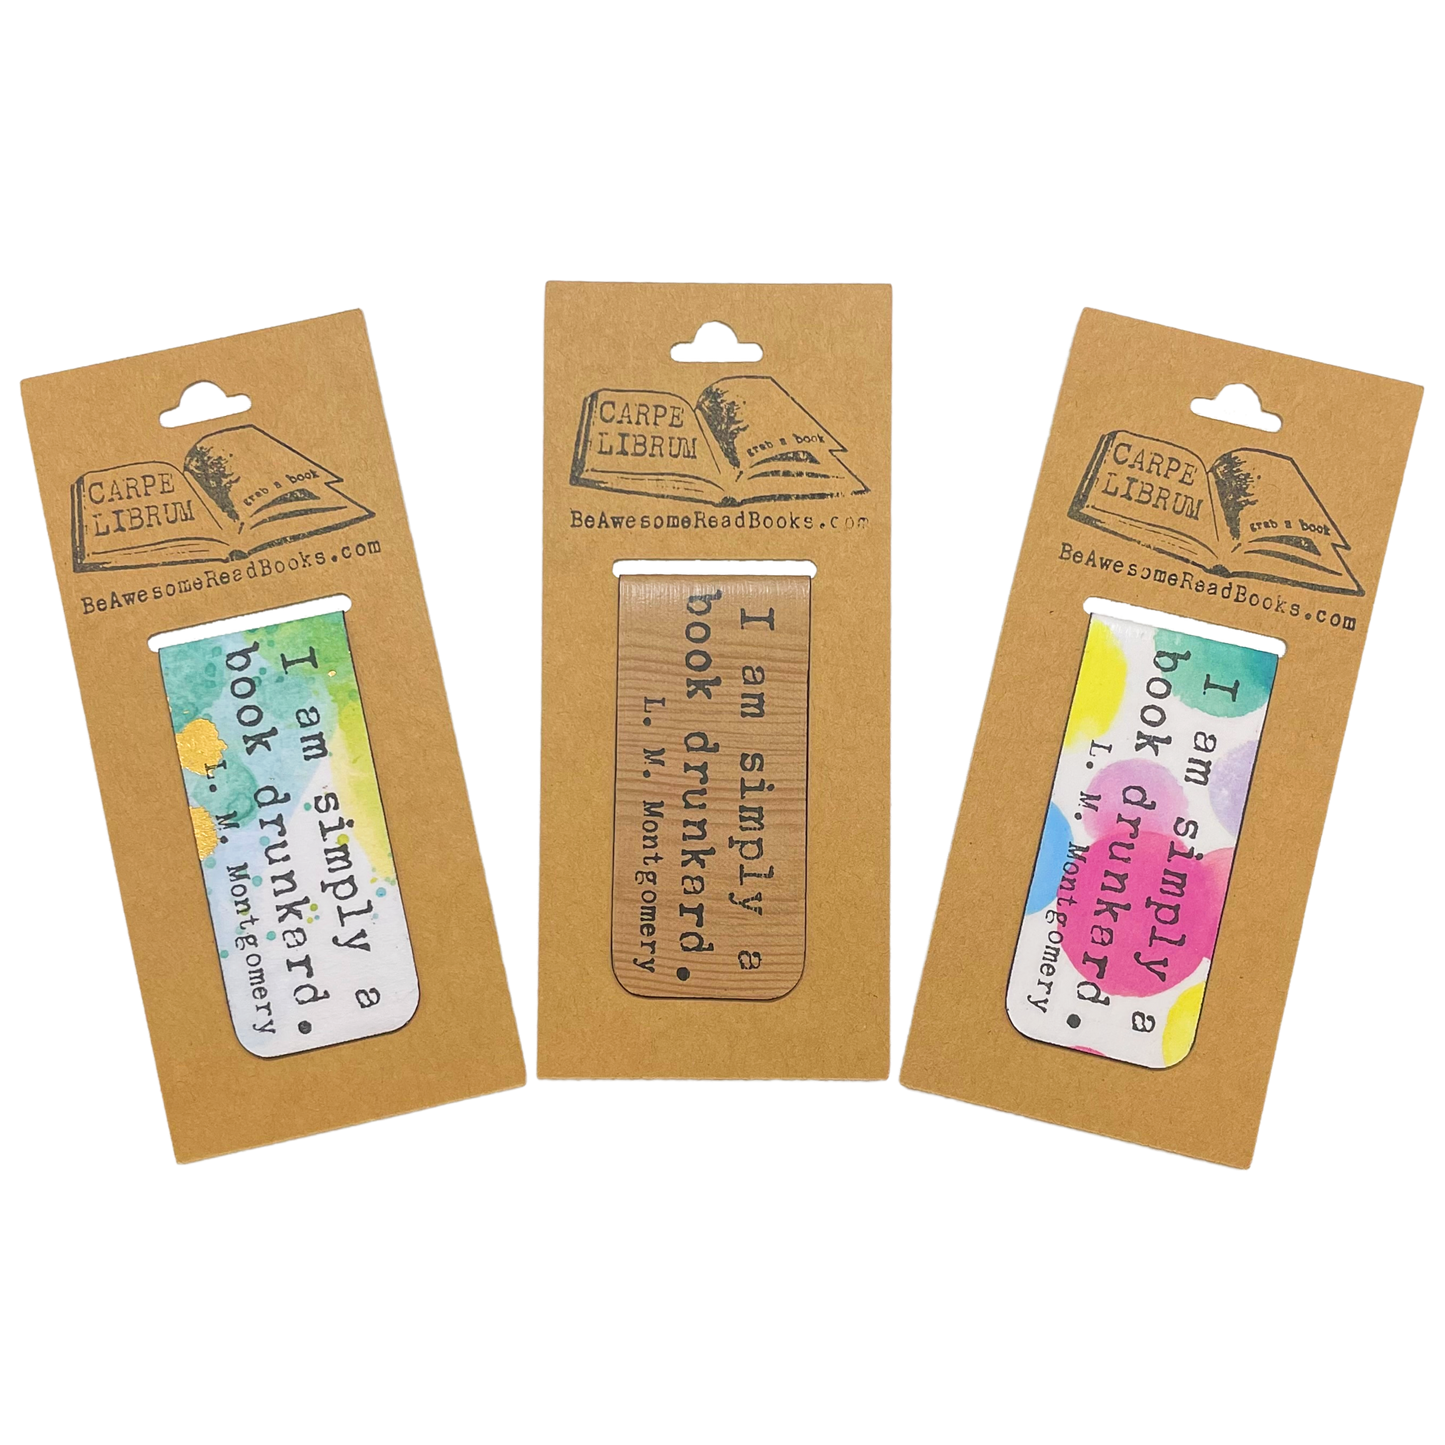 CARPE
LIBRUM
grab a book
BeAwesomeReadBooks.com
I am simply a
book drunkard.
L. M. Montgomery
CARPE
LIBRUM
grab a book
BeAwesomeReadBooks.com
I am simply a
book drunkard.
L. M. Montgomery
CARPE
LIBRUM
grab a book
BeAwesomeReadBooks.com
I am simply a
book drunkard.
L. M. Montgomery